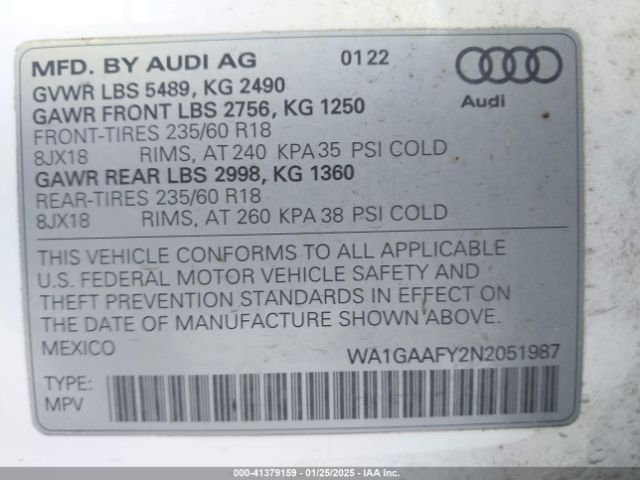 MFD. BY AUDI AG 01 22
GVWR LBS 5489, KG 2490
GAWR FRONT LBS 2756, KG 1250
FRONT-TIRES 235/60 R18
8JX18 RIMS, AT 240 KPA 35 PSI COLD
GAWR REAR LBS 2998, KG 1360
REAR-TIRES 235/60 R18
8JX18 RIMS, AT 260 KPA 38 PSI COLD
Audi
THIS VEHICLE CONFORMS TO ALL APPLICABLE
U.S. FEDERAL MOTOR VEHICLE SAFETY AND
THEFT PREVENTION STANDARDS IN EFFECT ON
THE DATE OF MANUFACTURE SHOWN ABOVE.
MEXICO WA1GAAFY2N2051987
TYPE:
MPV
000-41379159 - 01/25/2025 - IAA Inc.